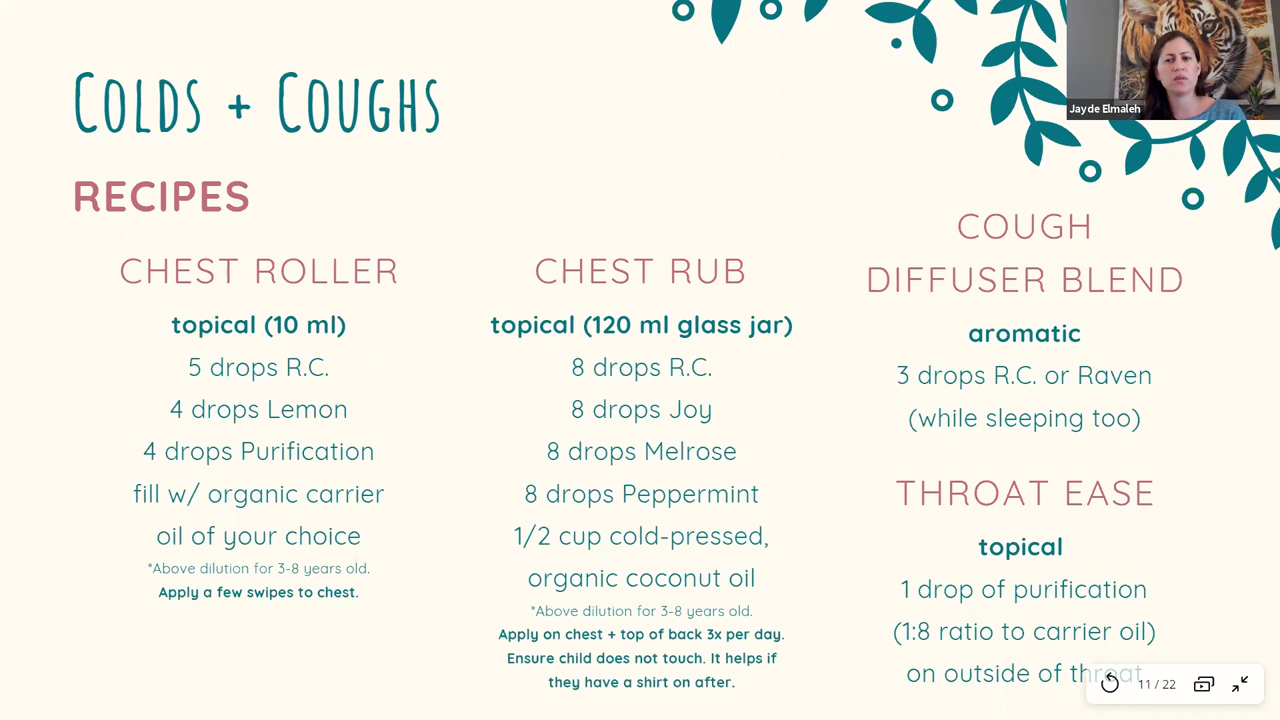 Colds + Coughs
RECIPES
CHEST ROLLER
topical (10 ml)
5 drops R.C.
4 drops Lemon
4 drops Purification
fill w/ organic carrier
oil of your choice
*Above dilution for 3-8 years old.
Apply a few swipes to chest.
CHEST RUB
topical (120 ml glass jar)
8 drops R.C.
8 drops Joy
8 drops Melrose
8 drops Peppermint
1/2 cup cold-pressed,
organic coconut oil
*Above dilution for 3-8 years old.
Apply on chest + top of back 3x per day.
Ensure child does not touch. It helps if
they have a shirt on after.
COUGH
DIFFUSER BLEND
aromatic
3 drops R.C. or Raven
(while sleeping too)
THROAT EASE
topical
1 drop of purification
(1:8 ratio to carrier oil)
on outside of throat
Jayde Elmaleh
11 / 22